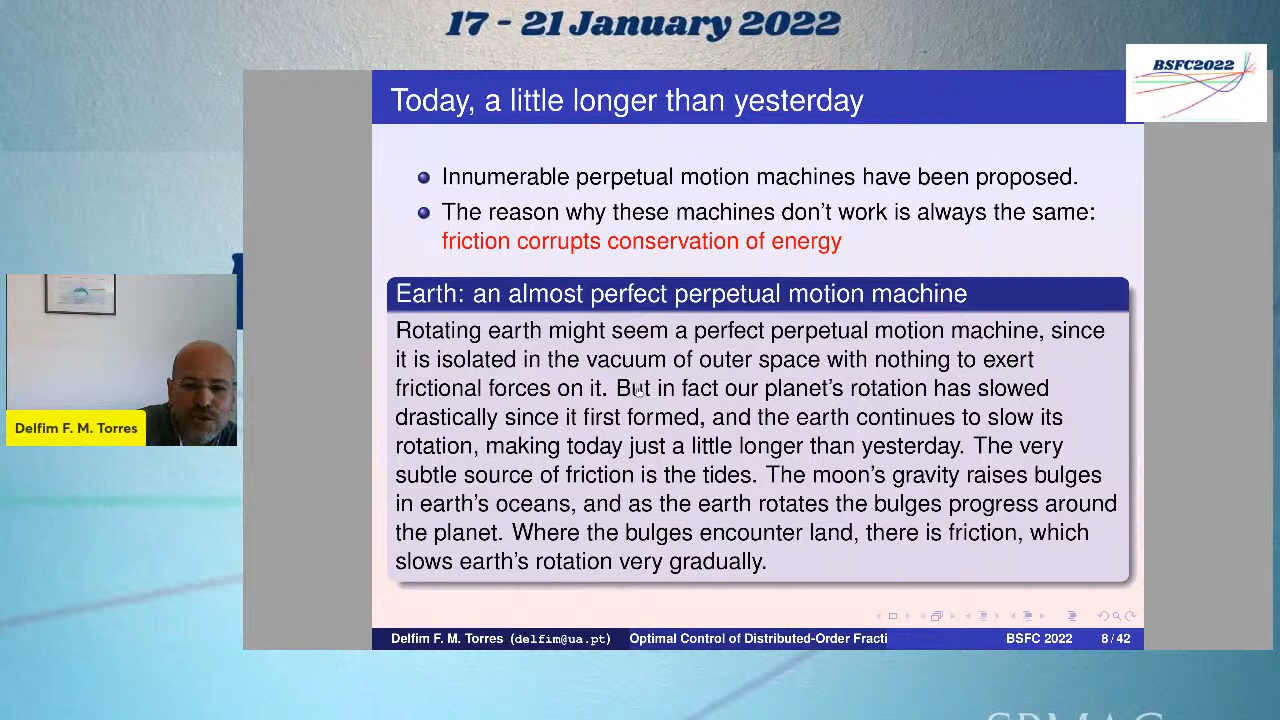 17 - 21 January 2022
BSFC2022
Today, a little longer than yesterday
Innumerable perpetual motion machines have been proposed.
The reason why these machines don't work is always the same:
friction corrupts conservation of energy
Earth: an almost perfect perpetual motion machine
Rotating earth might seem a perfect perpetual motion machine, since
it is isolated in the vacuum of outer space with nothing to exert
frictional forces on it. But in fact our planet's rotation has slowed
drastically since it first formed, and the earth continues to slow its
rotation, making today just a little longer than yesterday. The very
subtle source of friction is the tides. The moon's gravity raises bulges
in earth's oceans, and as the earth rotates the bulges progress around
the planet. Where the bulges encounter land, there is friction, which
slows earth's rotation very gradually.
Delfim F. M. Torres
Delfim F. M. Torres (delfim@ua.pt) Optimal Control of Distributed-Order Fracti BSFC 2022 8 / 42